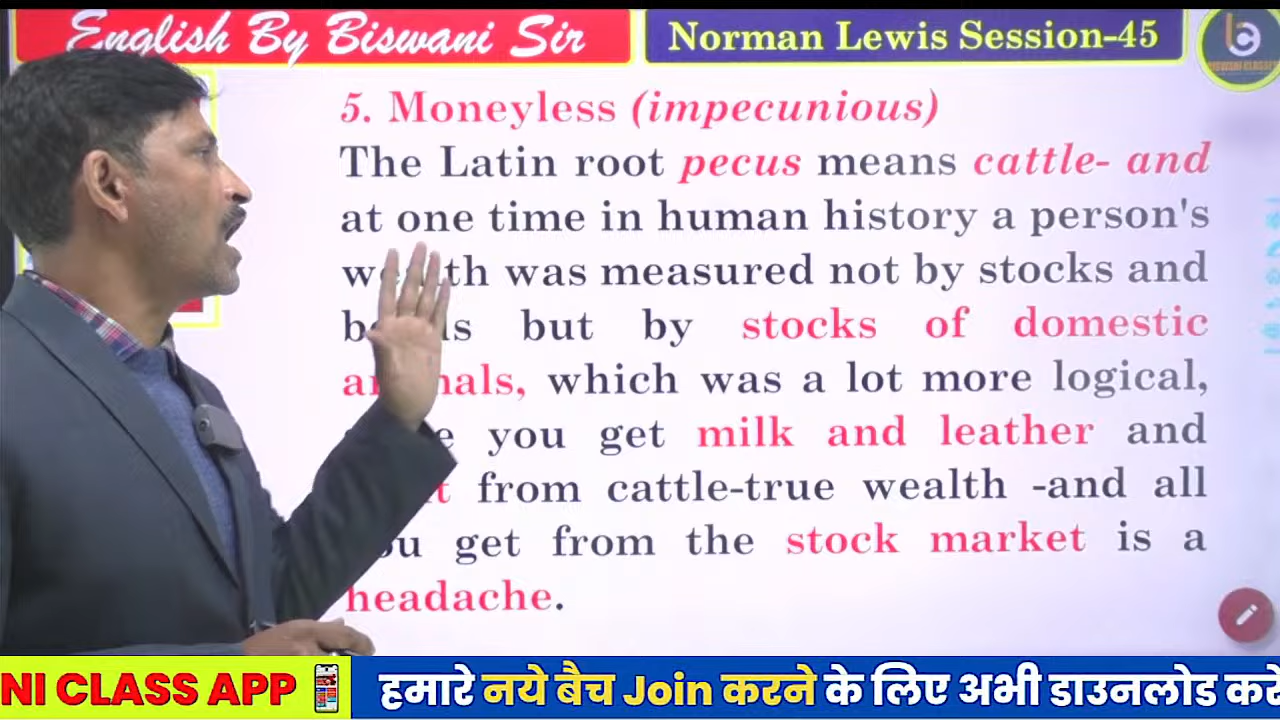 English By Biswani Sir
Norman Lewis Session-45
5. Moneyless (impecunious)
The Latin root pecus means cattle- and
at one time in human history a person's
was measured not by stocks and
but by stocks of domestic
which was a lot more logical,
you get milk and leather and
from cattle-true wealth -and all
get from the stock market is a
headache.
NI CLASS APP
हमारे नये बैच Join करने के लिए अभी डाउनलोड करे